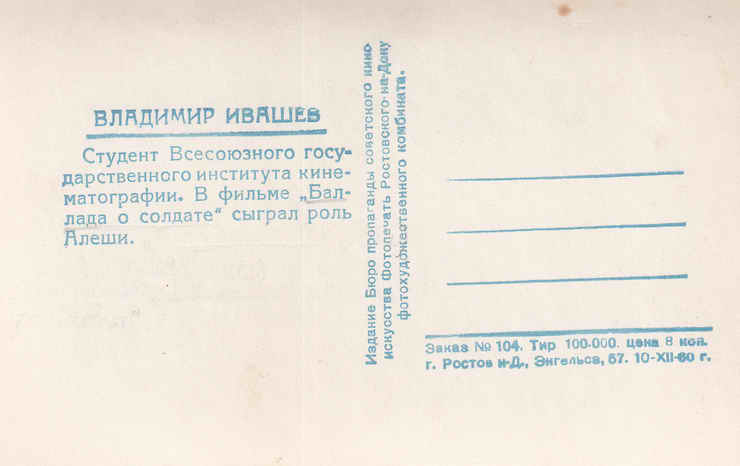 ВЛАДИМИР ИВАШЕВ
Студент Всесоюзного госу-
дарственного института кине-
матографии. В фильме „Бал-
лада о солдате“ сыграл роль
Алеши.
Издание Бюро пропаганды советского кино-
искусства Фотопечать Ростовского-на-Дону
фотохудожественного комбината.
Заказ № 104. Тир 100.000. цена 8 коп.
г. Ростов н-Д., Энгельса, 67. 10-XII-60 г.